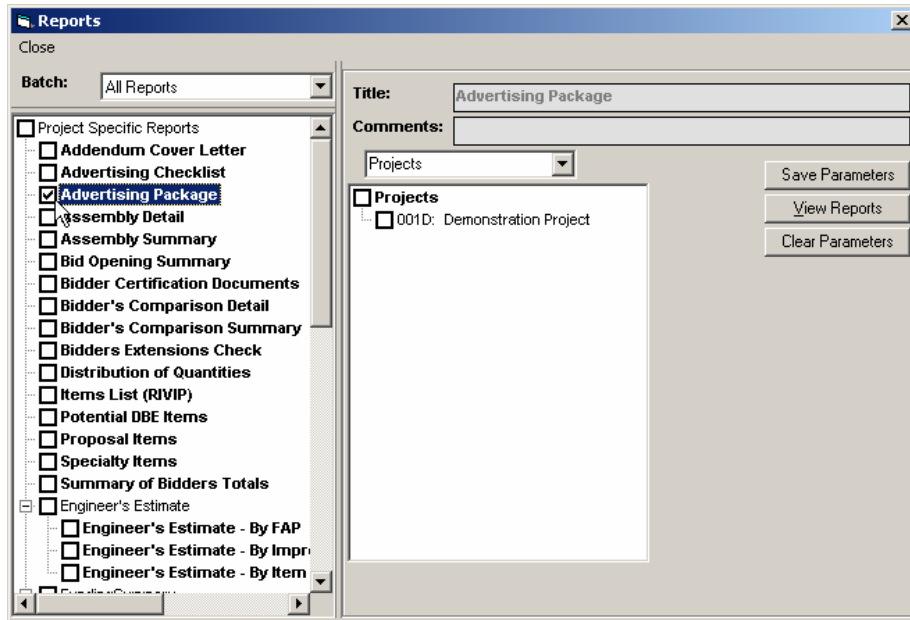 Reports
Close
Batch:
All Reports
Project Specific Reports
Addendum Cover Letter
Advertising Checklist
Advertising Package
Assembly Detail
Assembly Summary
Bid Opening Summary
Bidder Certification Documents
Bidder's Comparison Detail
Bidder's Comparison Summary
Bidders Extensions Check
Distribution of Quantities
Items List (RIVIP)
Potential DBE Items
Proposal Items
Specialty Items
Summary of Bidders Totals
Engineer's Estimate
Engineer's Estimate - By FAP
Engineer's Estimate - By Impr
Engineer's Estimate - By Item
Title:
Advertising Package
Comments:
Projects
Projects
001D: Demonstration Project
Save Parameters
View Reports
Clear Parameters